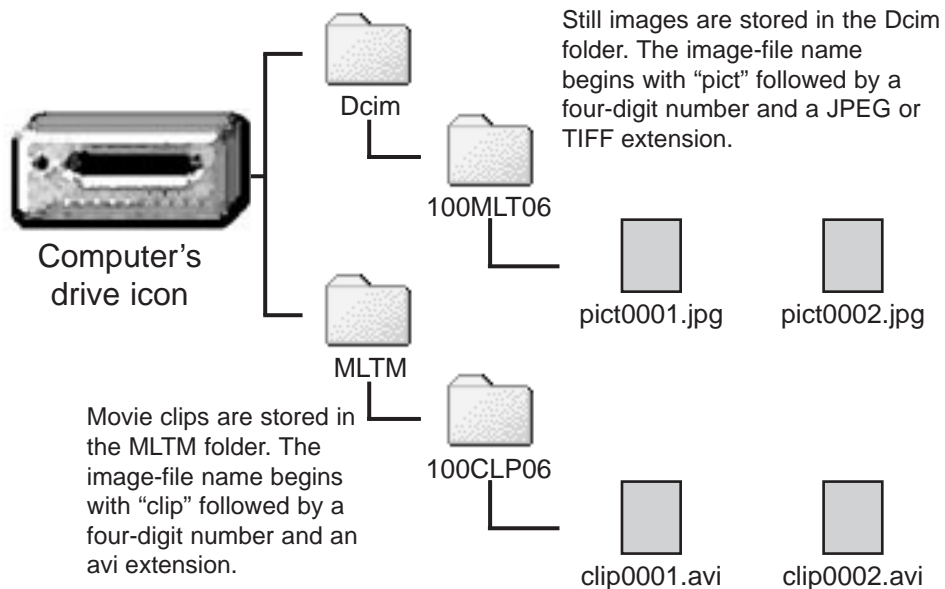 Still images are stored in the Dcim
folder. The image-file name
begins with “pict” followed by a
four-digit number and a JPEG or
TIFF extension.
Dcim
100MLT06
Computer’s
drive icon
pict0001.jpg
pict0002.jpg
MLTM
Movie clips are stored in
the MLTM folder. The
image-file name begins
with “clip” followed by a
four-digit number and an
avi extension.
100CLP06
clip0001.avi
clip0002.avi